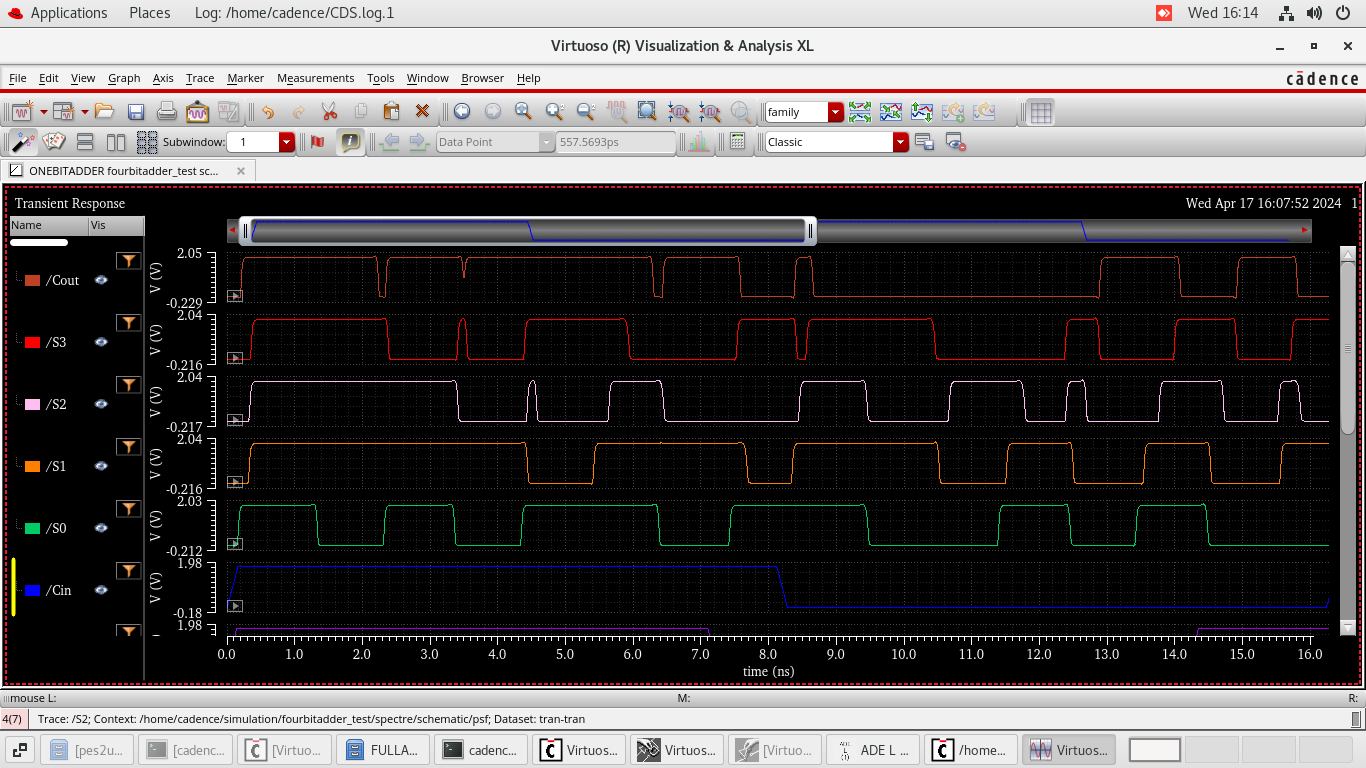 Applications Places Log: /home/cadence/CDS.log.1 Wed 16:14
Virtuoso (R) Visualization & Analysis XL
File Edit View Graph Axis Trace Marker Measurements Tools Window Browser Help cādence
family
Subwindow: 1 Data Point 557.5693ps Classic
ONEBITADDER fourbitadder_test sc...
Transient Response Wed Apr 17 16:07:52 2024 1
Name Vis
2.05
/Cout V (V)
-0.229
2.04
/S3 V (V)
-0.216
2.04
/S2 V (V)
-0.217
2.04
/S1 V (V)
-0.216
2.03
/S0 V (V)
-0.212
1.98
/Cin V (V)
-0.18
1.98
0.0 1.0 2.0 3.0 4.0 5.0 6.0 7.0 8.0 9.0 10.0 11.0 12.0 13.0 14.0 15.0 16.0
time (ns)
mouse L: M: R:
4(7) Trace: /S2; Context: /home/cadence/simulation/fourbitadder_test/spectre/schematic/psf; Dataset: tran-tran
[pes2u... [cadenc... [Virtuo... FULLA... cadenc... Virtuos... Virtuos... [Virtuo... ADE L ... /home... Virtuos...